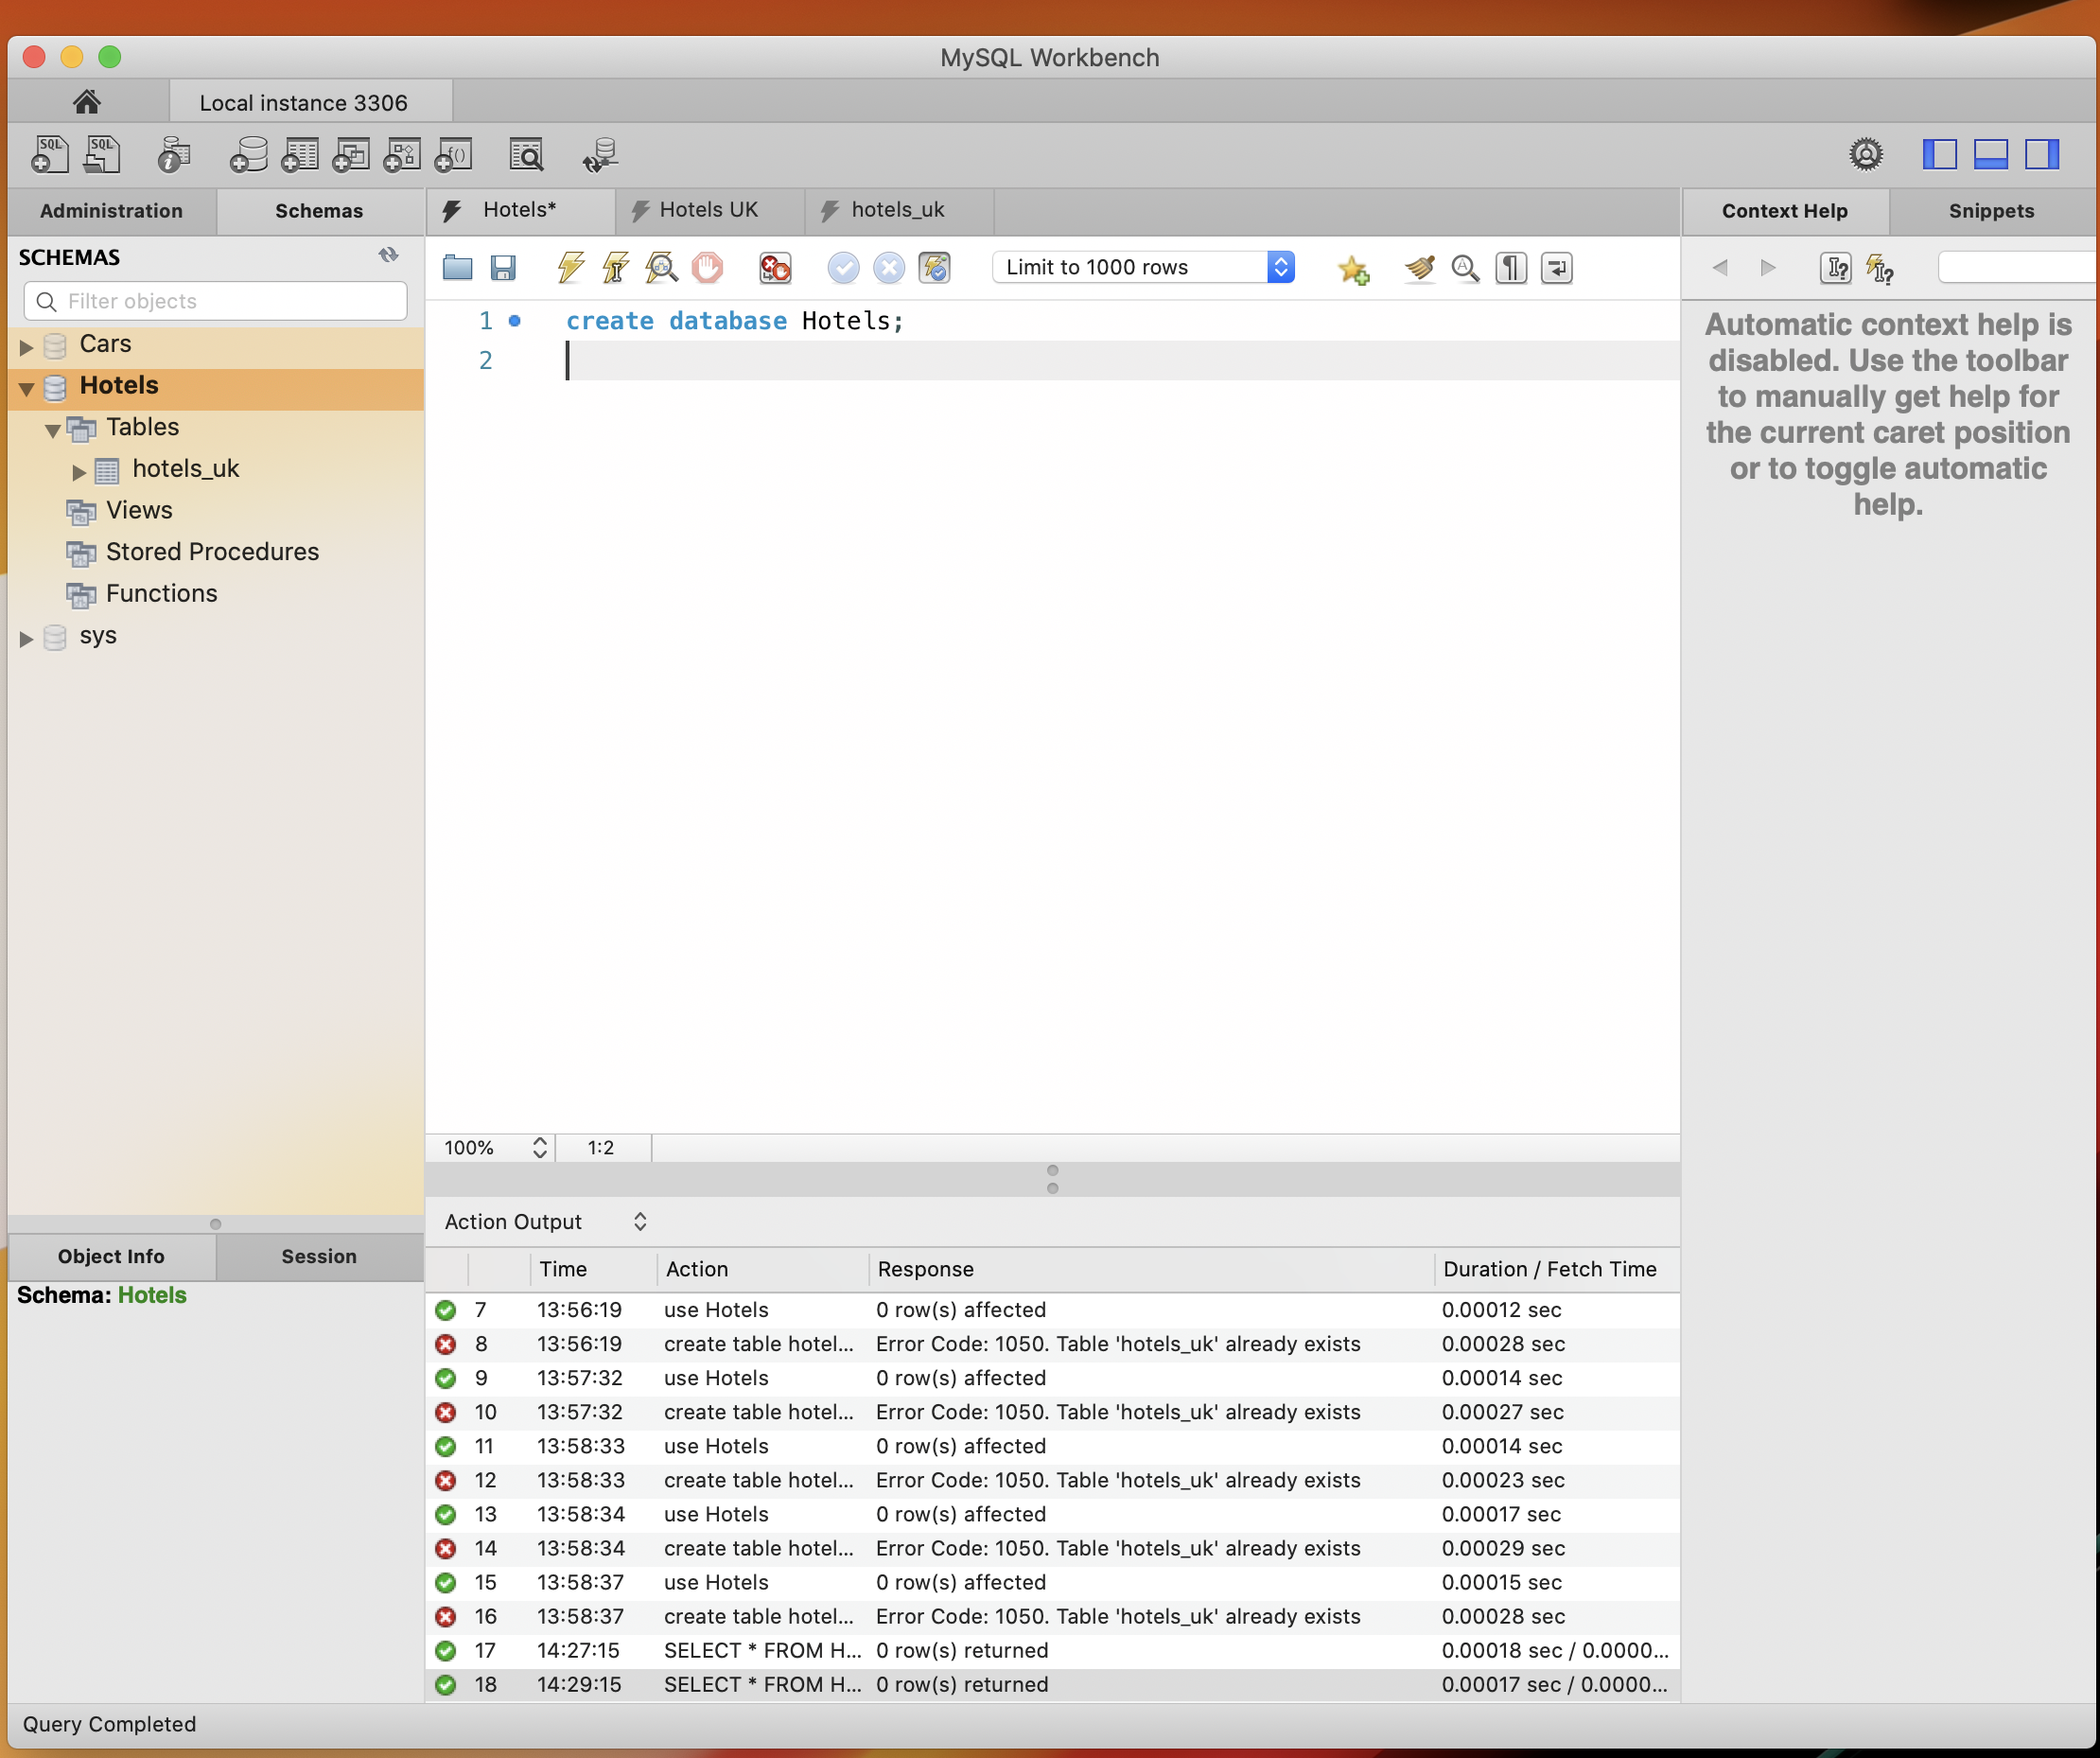 MySQL Workbench
Local instance 3306
SQL SQL i f()
Administration Schemas
Hotels* Hotels UK hotels_uk
Context Help Snippets
SCHEMAS
Filter objects
Cars
Hotels
Tables
hotels_uk
Views
Stored Procedures
Functions
sys
Limit to 1000 rows
1 create database Hotels;
2
Automatic context help is
disabled. Use the toolbar
to manually get help for
the current caret position
or to toggle automatic
help.
100% 1:2
Object Info Session
Schema: Hotels
Action Output
Time Action Response Duration / Fetch Time
7 13:56:19 use Hotels 0 row(s) affected 0.00012 sec
8 13:56:19 create table hotel... Error Code: 1050. Table 'hotels_uk' already exists 0.00028 sec
9 13:57:32 use Hotels 0 row(s) affected 0.00014 sec
10 13:57:32 create table hotel... Error Code: 1050. Table 'hotels_uk' already exists 0.00027 sec
11 13:58:33 use Hotels 0 row(s) affected 0.00014 sec
12 13:58:33 create table hotel... Error Code: 1050. Table 'hotels_uk' already exists 0.00023 sec
13 13:58:34 use Hotels 0 row(s) affected 0.00017 sec
14 13:58:34 create table hotel... Error Code: 1050. Table 'hotels_uk' already exists 0.00029 sec
15 13:58:37 use Hotels 0 row(s) affected 0.00015 sec
16 13:58:37 create table hotel... Error Code: 1050. Table 'hotels_uk' already exists 0.00028 sec
17 14:27:15 SELECT * FROM H... 0 row(s) returned 0.00018 sec / 0.0000...
18 14:29:15 SELECT * FROM H... 0 row(s) returned 0.00017 sec / 0.0000...
Query Completed